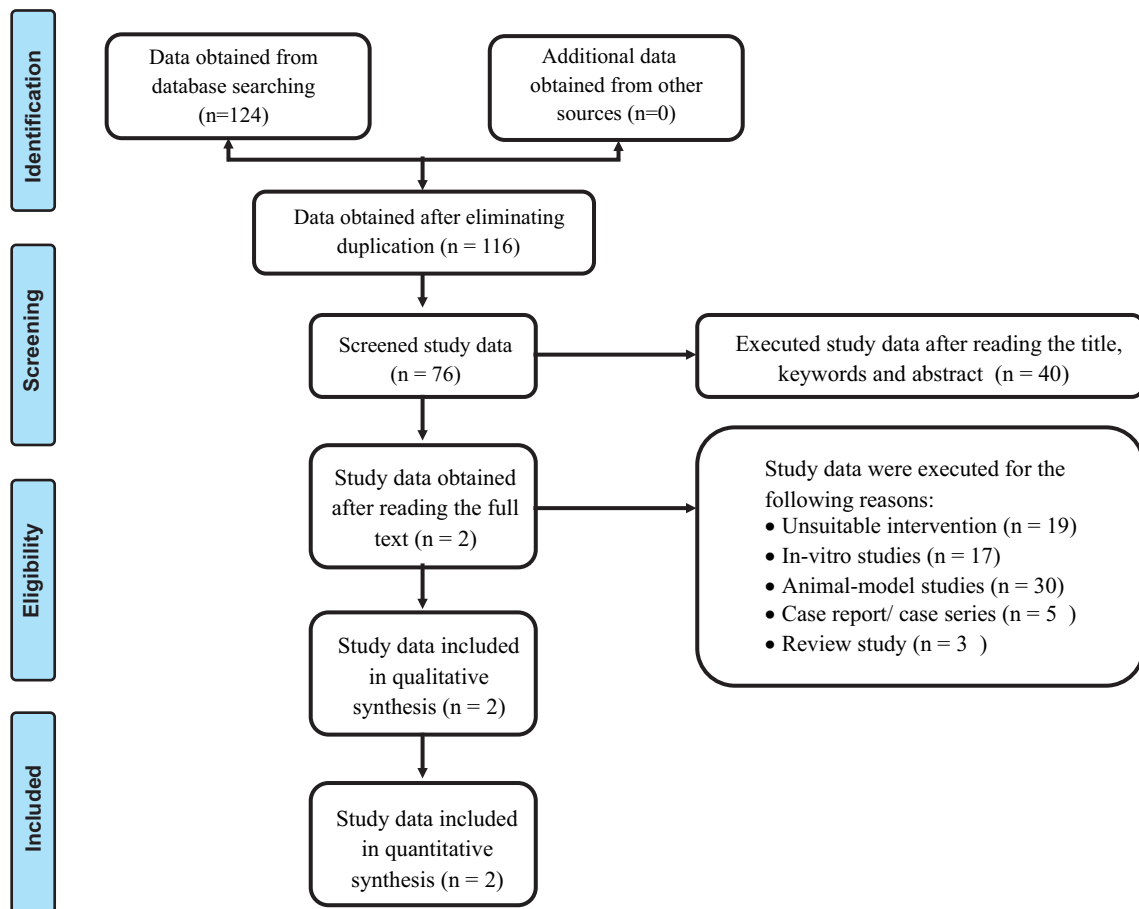 Identification
Data obtained from
database searching
(n=124)
Additional data
obtained from other
sources (n=0)
Data obtained after eliminating
duplication (n = 116)
Screening
Screened study data
(n = 76)
Executed study data after reading the title,
keywords and abstract (n = 40)
Eligibility
Study data obtained
after reading the full
text (n = 2)
Study data were executed for the
following reasons:
• Unsuitable intervention (n = 19)
• In-vitro studies (n = 17)
• Animal-model studies (n = 30)
• Case report/ case series (n = 5 )
• Review study (n = 3 )
Study data included
in qualitative
synthesis (n = 2)
Included
Study data included
in quantitative
synthesis (n = 2)